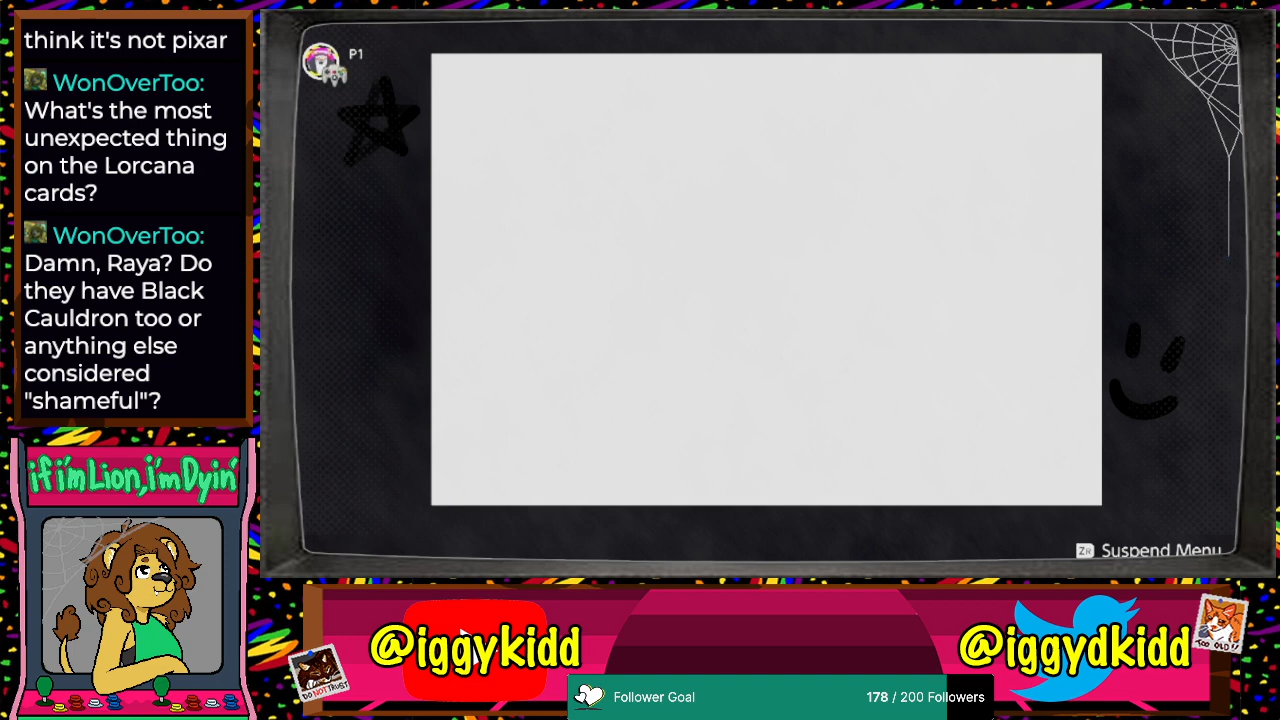 think it's not pixar
WonOverToo:
What's the most
unexpected thing
on the Lorcana
cards?
WonOverToo:
Damn, Raya? Do
they have Black
Cauldron too or
anything else
considered
"shameful"?
if i'm Lion, i'm Dyin'
P1
ZR Suspend Menu
@iggykidd
@iggydkidd
DO NOT TRUST
TOO OLD!!
Follower Goal
178 / 200 Followers